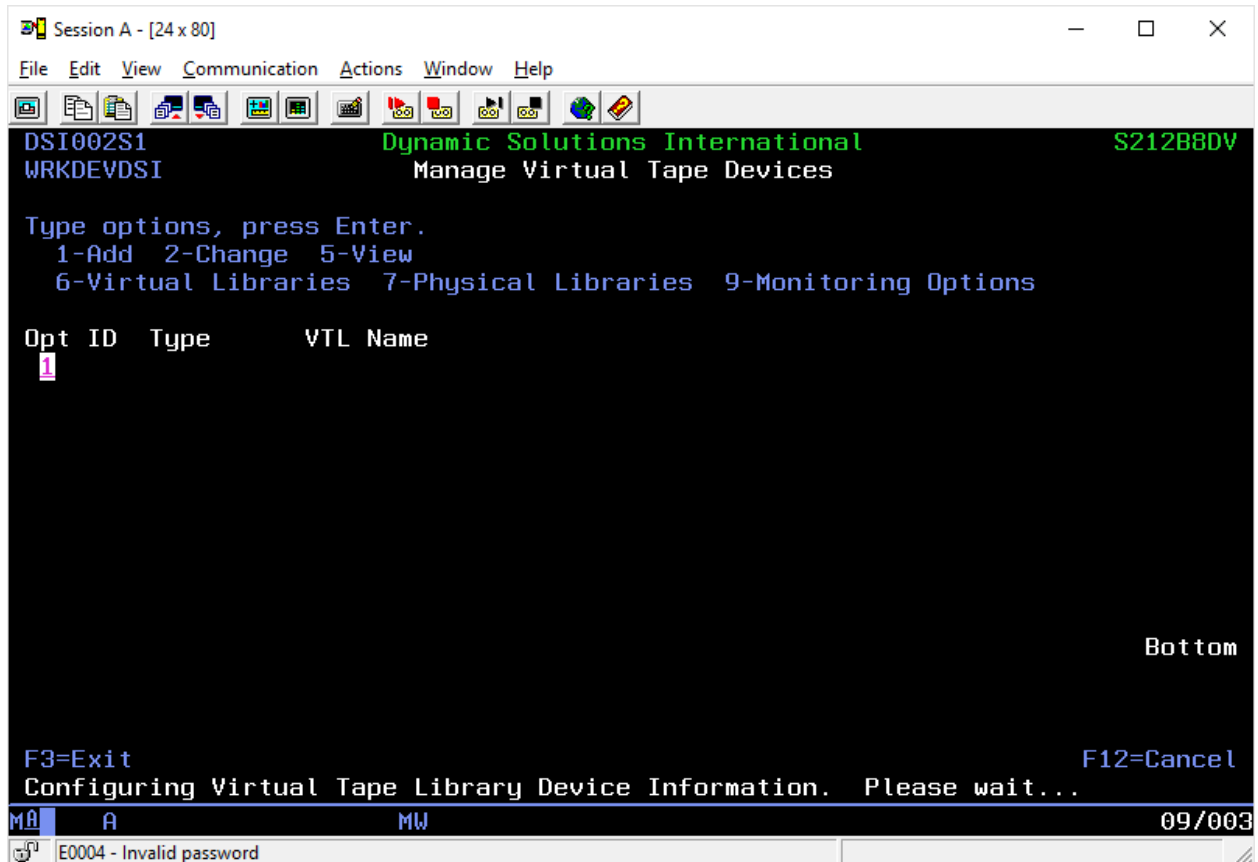 Session A - [24 x 80]
File Edit View Communication Actions Window Help
DSI002S1 Dynamic Solutions International S212B8DV
WRKDEVDSI Manage Virtual Tape Devices
Type options, press Enter.
1-Add 2-Change 5-View
6-Virtual Libraries 7-Physical Libraries 9-Monitoring Options
Opt ID Type VTL Name
1
Bottom
F3=Exit F12=Cancel
Configuring Virtual Tape Library Device Information. Please wait...
MA A MW 09/003
E0004 - Invalid password